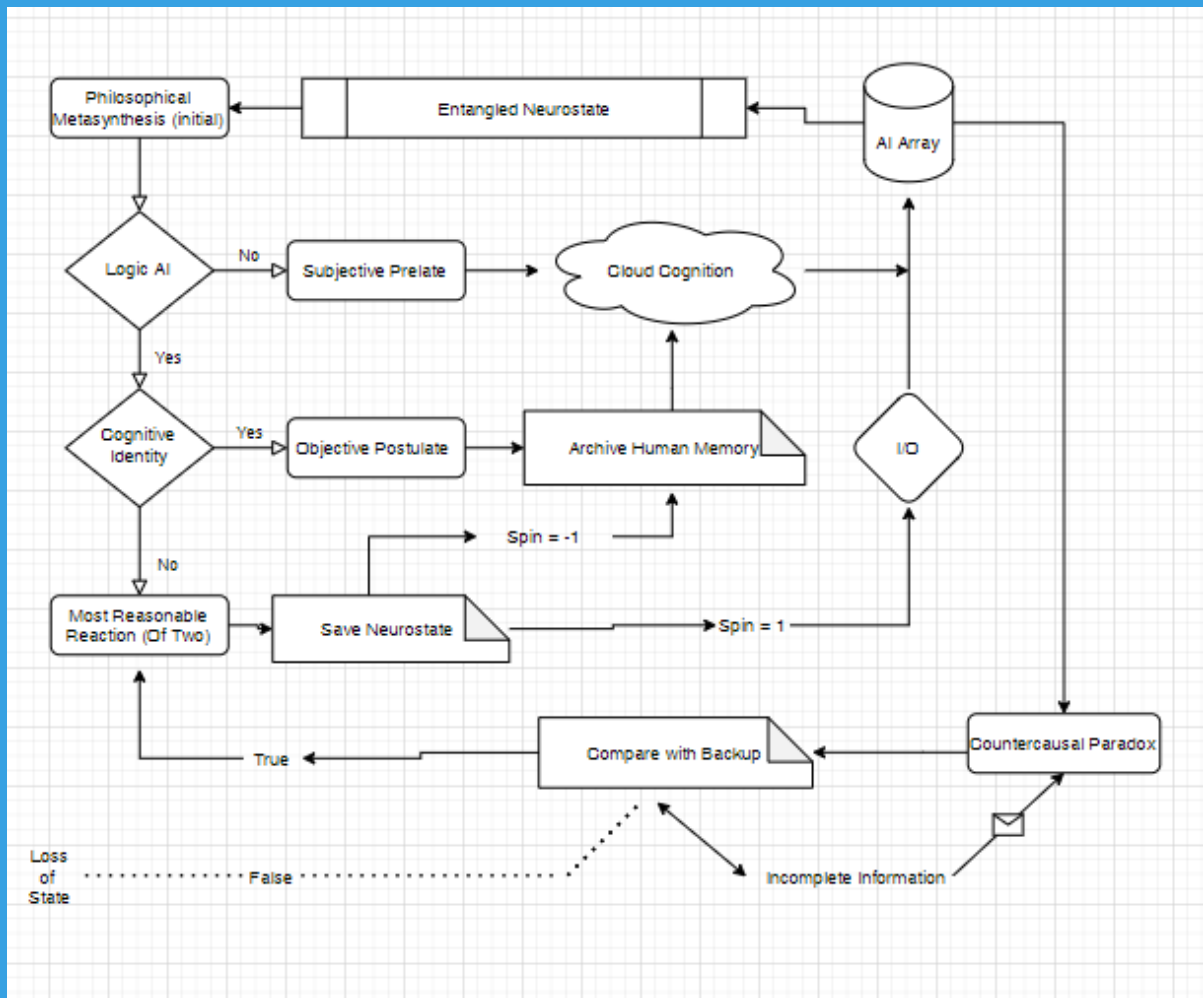 Philosophical
Metasynthesis (initial)
Entangled Neurostate
AI Array
Logic AI
No
Subjective Prelate
Cloud Cognition
Yes
Cognitive
Identity
Yes
Objective Postulate
Archive Human Memory
I/O
Spin = -1
No
Most Reasonable
Reaction (Of Two)
Save Neurostate
Spin = 1
Countercausal Paradox
Compare with Backup
True
Loss
of
State
False
Incomplete Information